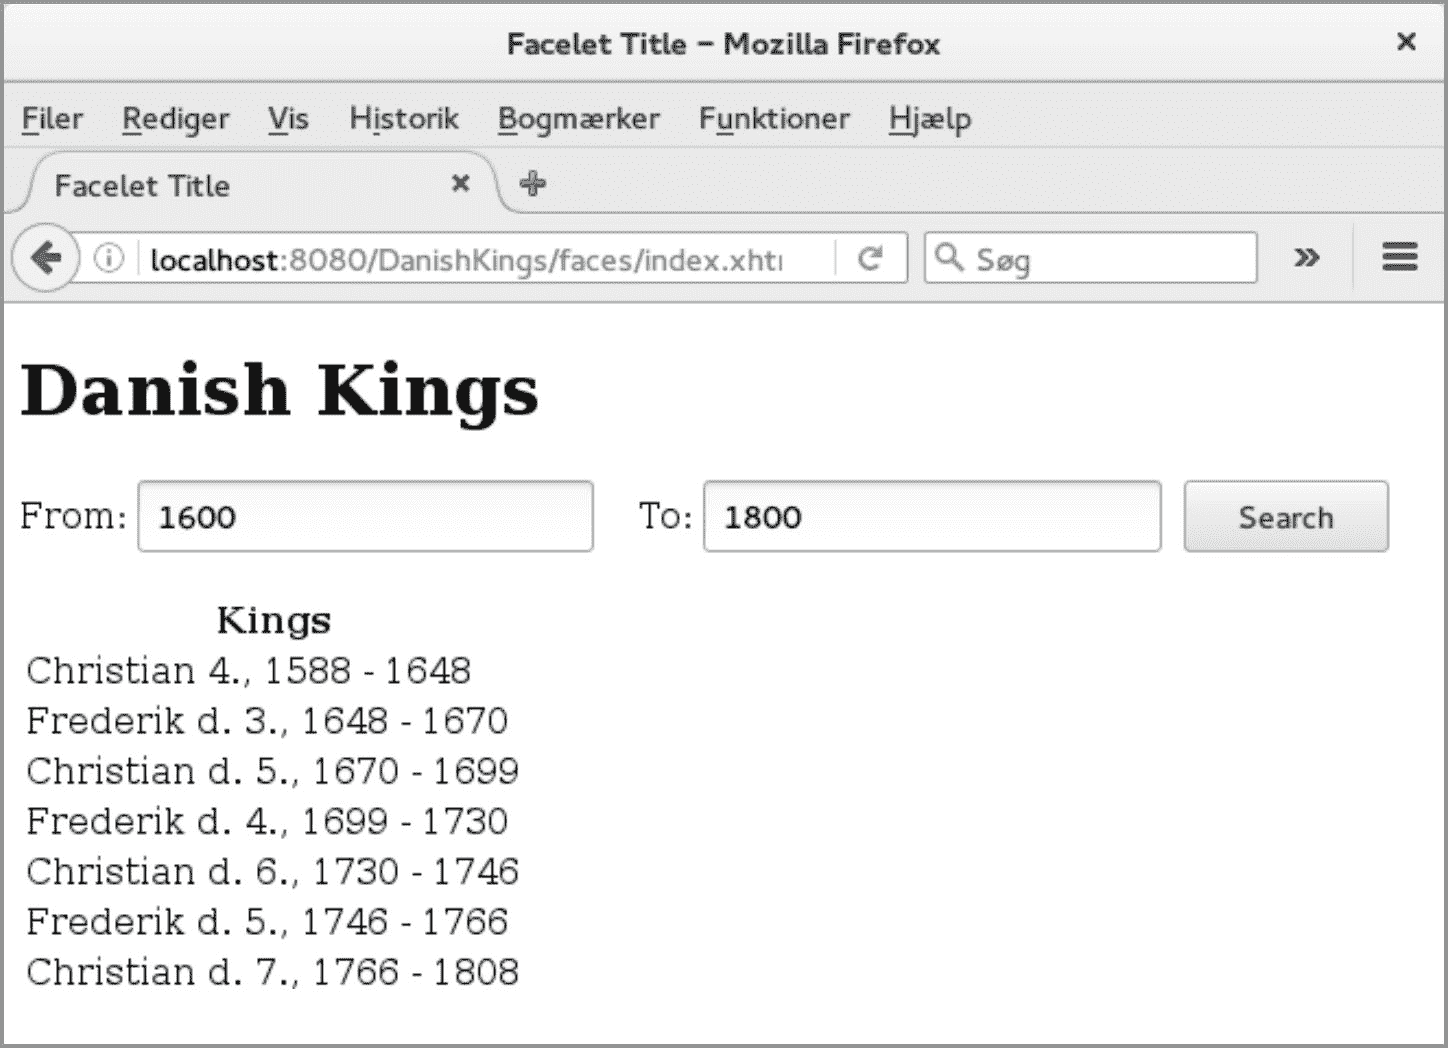 Facelet Title – Mozilla Firefox
Filer Rediger Vis Historik Bogmærker Funktioner Hjælp
Facelet Title
localhost:8080/DanishKings/faces/index.xht Søg
Danish Kings
From: 1600 To: 1800 Search
Kings
Christian 4., 1588 - 1648
Frederik d. 3., 1648 - 1670
Christian d. 5., 1670 - 1699
Frederik d. 4., 1699 - 1730
Christian d. 6., 1730 - 1746
Frederik d. 5., 1746 - 1766
Christian d. 7., 1766 - 1808